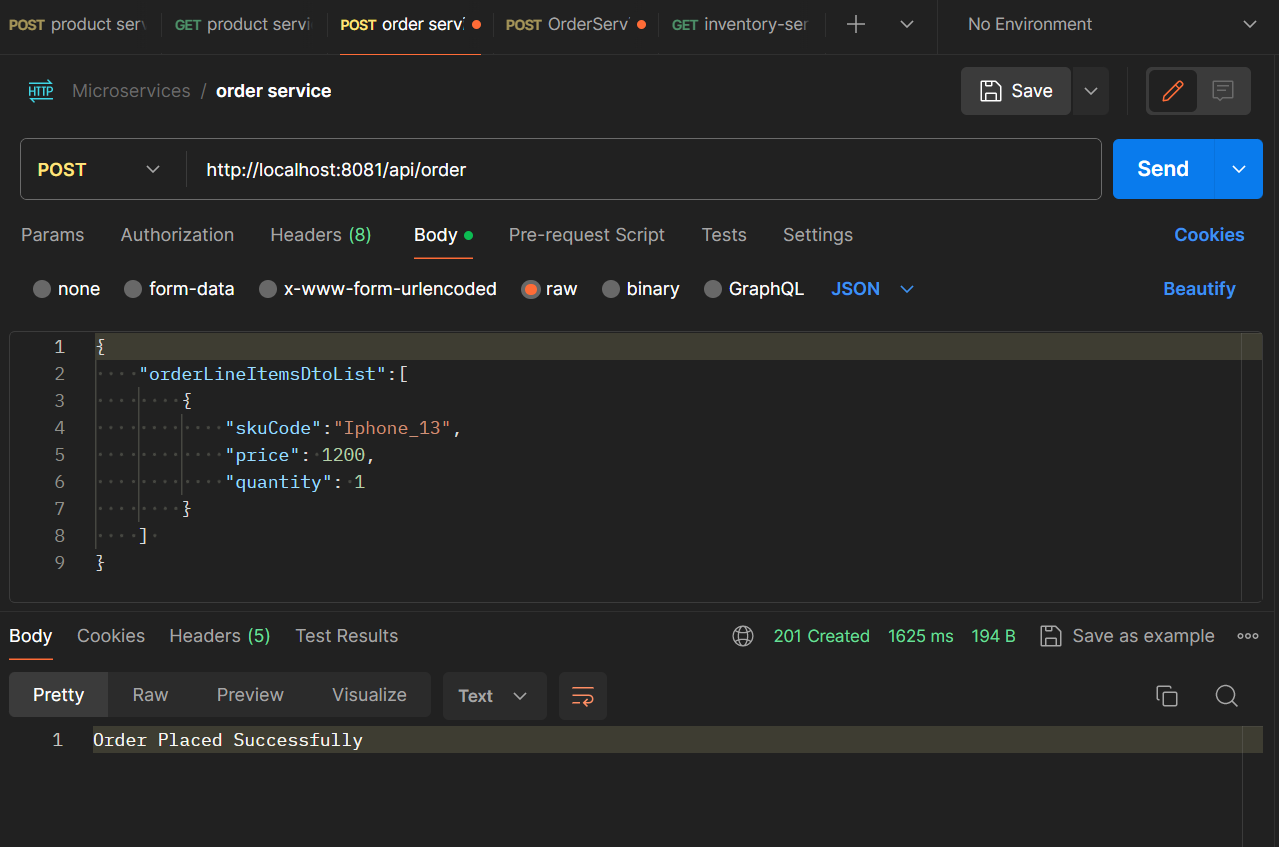 POST product serv GET product servi POST order serv POST OrderServ GET inventory-ser No Environment
HTTP Microservices / order service Save
POST http://localhost:8081/api/order Send
Params Authorization Headers (8) Body Pre-request Script Tests Settings Cookies
none form-data x-www-form-urlencoded raw binary GraphQL JSON Beautify
1 {
2 "orderLineItemsDtoList":[
3 {
4 "skuCode":"Iphone_13",
5 "price": 1200,
6 "quantity": 1
7 }
8 ]
9 }
Body Cookies Headers (5) Test Results 201 Created 1625 ms 194 B Save as example
Pretty Raw Preview Visualize Text
1 Order Placed Successfully